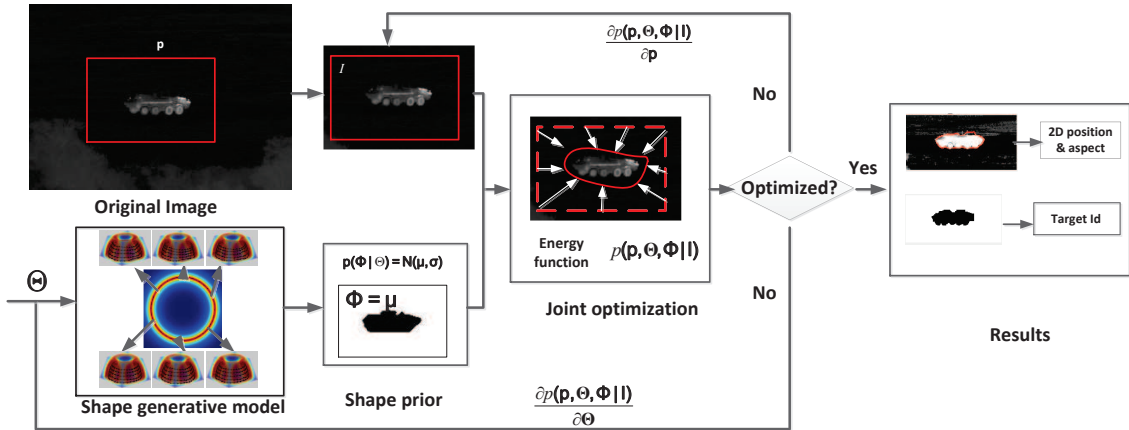 p
Original Image
I
∂p(p,Θ,Φ|I)
∂p
No
Energy
function
p(p,Θ,Φ|I)
Joint optimization
Optimized?
Yes
2D position
& aspect
Target Id
Results
Θ
Shape generative model
p(Φ|Θ)=N(μ,σ)
Φ=μ
Shape prior
No
∂p(p,Θ,Φ|I)
∂Θ